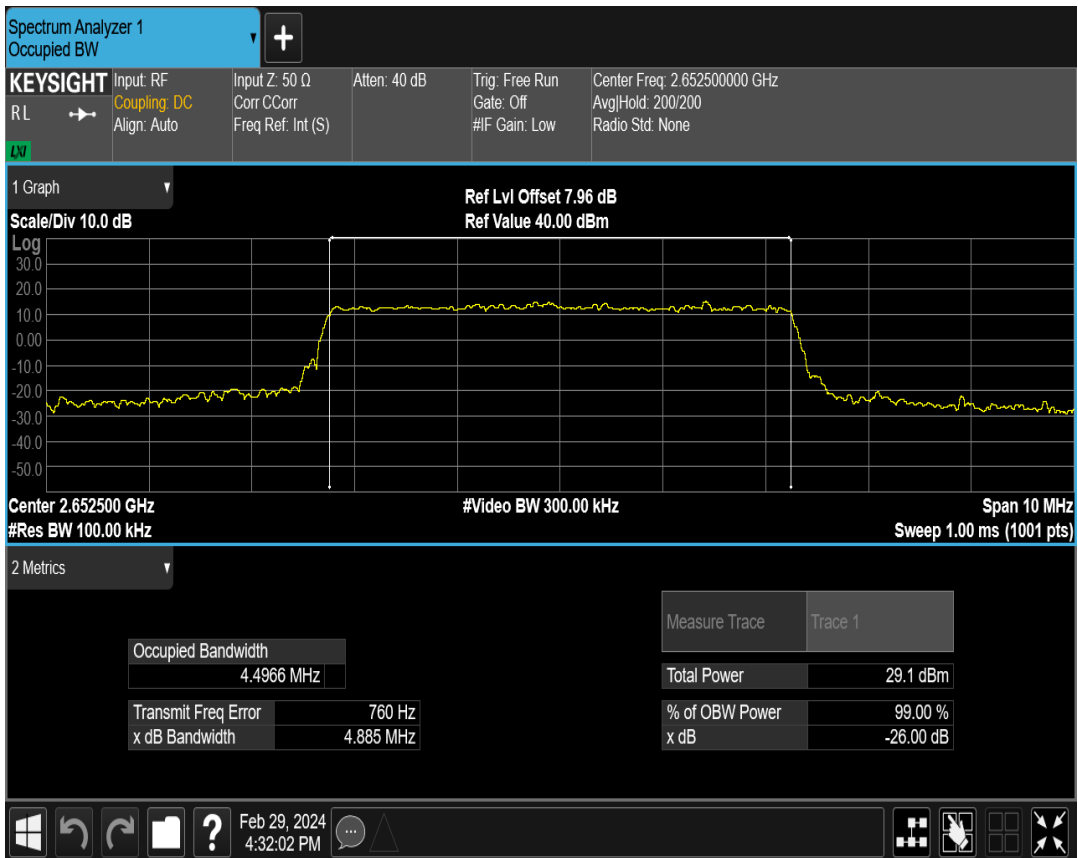 Spectrum Analyzer 1
Occupied BW
KEYSIGHT
RL
LXI
Input: RF
Coupling: DC
Align: Auto
Input Z: 50 Ω
Corr CCorr
Freq Ref: Int (S)
Atten: 40 dB
Trig: Free Run
Gate: Off
#IF Gain: Low
Center Freq: 2.652500000 GHz
Avg|Hold: 200/200
Radio Std: None
1 Graph
Scale/Div 10.0 dB
Ref Lvl Offset 7.96 dB
Ref Value 40.00 dBm
Log
30.0
20.0
10.0
0.00
-10.0
-20.0
-30.0
-40.0
-50.0
Center 2.652500 GHz
#Video BW 300.00 kHz
Span 10 MHz
#Res BW 100.00 kHz
Sweep 1.00 ms (1001 pts)
2 Metrics
Measure Trace Trace 1
Occupied Bandwidth
4.4966 MHz
Total Power 29.1 dBm
Transmit Freq Error 760 Hz
% of OBW Power 99.00 %
x dB Bandwidth 4.885 MHz
x dB -26.00 dB
?
Feb 29, 2024
4:32:02 PM